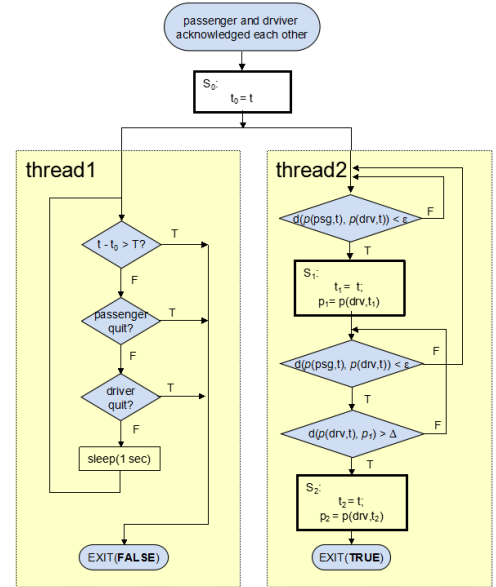 passenger and drviver
acknowledged each other
S₀:
t₀ = t
thread1
t - t₀ > T?
T
F
passenger
quit?
T
F
driver
quit?
T
F
sleep(1 sec)
EXIT(FALSE)
thread2
d(p(psg,t), p(drv,t)) < ε
F
T
S₁:
t₁ = t;
p₁= p(drv,t₁)
d(p(psg,t), p(drv,t)) < ε
F
T
d(p(drv,t), p₁) > Δ
F
T
S₂:
t₂ = t;
p₂ = p(drv,t₂)
EXIT(TRUE)